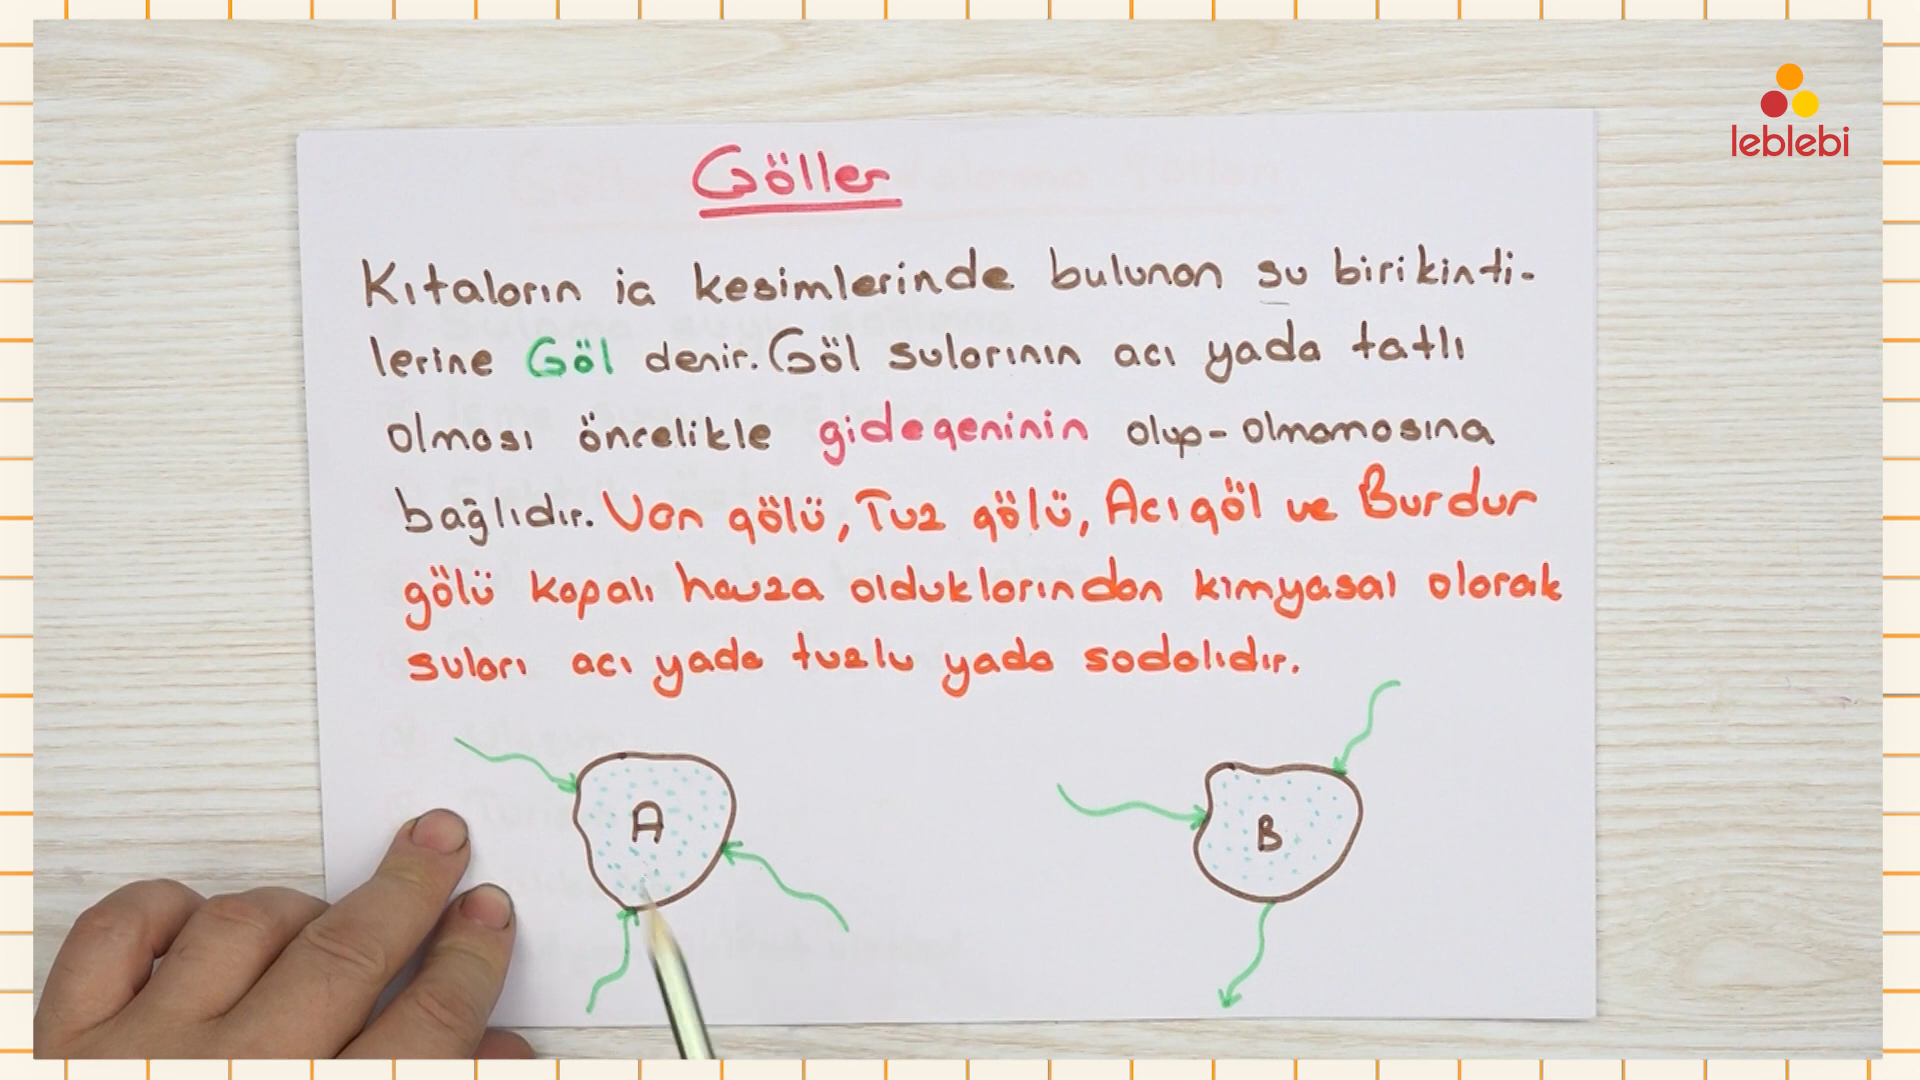 leblebi
Göller
Kıtaların iç kesimlerinde bulunan su birikinti-
lerine Göl denir. Göl sularının acı yada tatlı
olması öncelikle gideğeninin olup-olmamasına
bağlıdır. Van gölü, Tuz gölü, Acıgöl ve Burdur
gölü kapalı havza olduklarından kimyasal olarak
suları acı yada tuzlu yada sodalıdır.
A
B